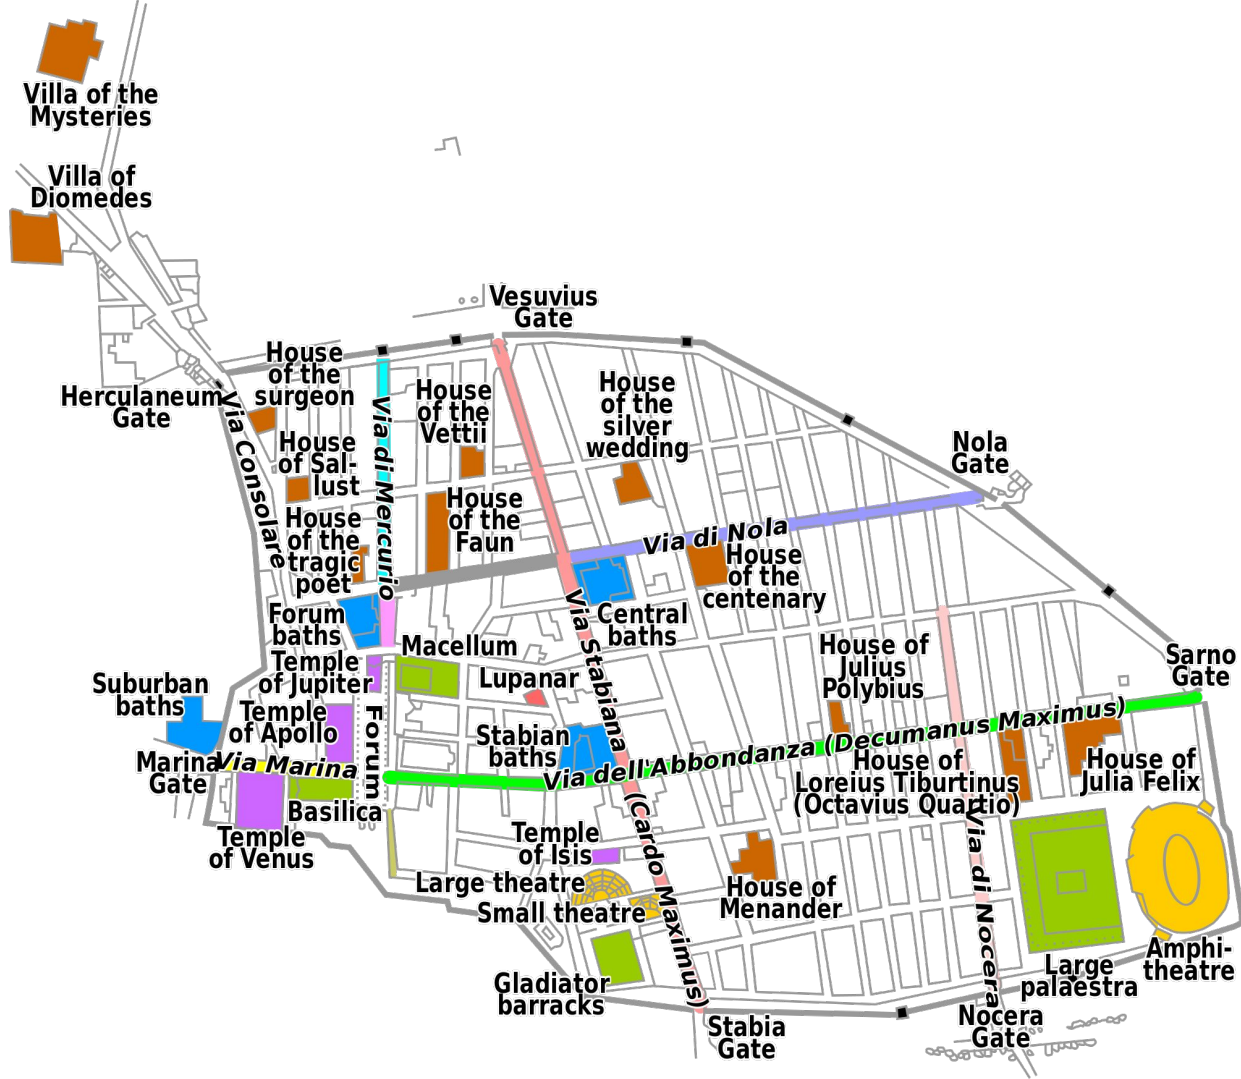 Villa of the
Mysteries
Villa of
Diomedes
Vesuvius
Gate
House
of the
surgeon
Herculaneum
Gate
Via Consolare
Via di Mercurio
House
of the
Vettii
House
of the
silver
wedding
Nola
Gate
House
of Sal-
lust
House
of the
Faun
House
of the
tragic
poet
Via di Nola
House
of the
centenary
Forum
baths
Central
baths
Macellum
Temple
of Jupiter
Lupanar
Via Stabiana (Cardo Maximus)
House of
Julius
Polybius
Sarno
Gate
Suburban
baths
Temple
of Apollo
Forum
Stabian
baths
Via dell'Abbondanza (Decumanus Maximus)
Marina
Gate
Via Marina
House of
Loreius Tiburtinus
(Octavius Quartio)
House of
Julia Felix
Basilica
Temple
of Venus
Temple
of Isis
Via di Nocera
Large theatre
Small theatre
House of
Menander
Gladiator
barracks
Large
palaestra
Amphi-
theatre
Stabia
Gate
Nocera
Gate